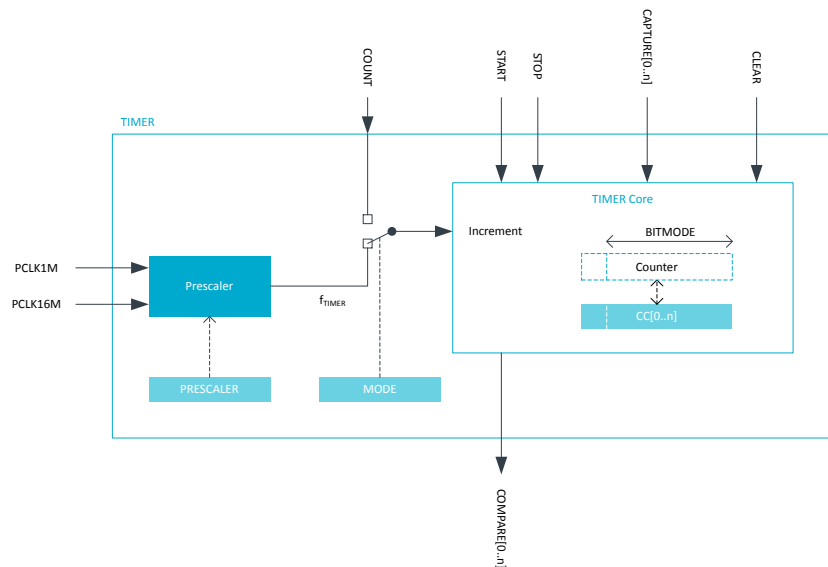 COUNT
START
STOP
CAPTURE[0..n]
CLEAR
TIMER
TIMER Core
Increment
BITMODE
Counter
CC[0..n]
PCLK1M
PCLK16M
Prescaler
fTIMER
PRESCALER
MODE
COMPARE[0..n]